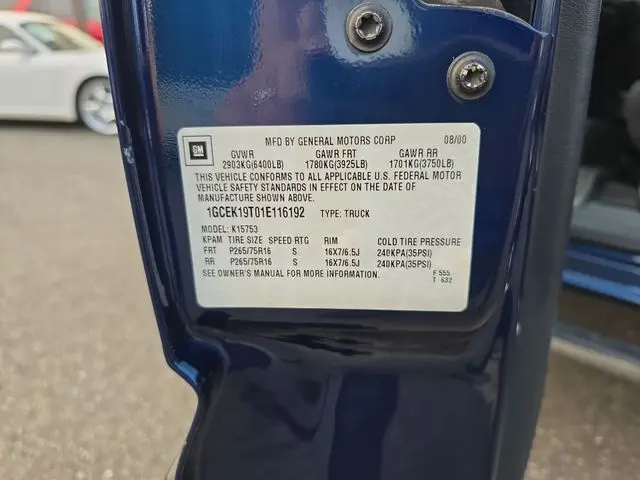 GM
MFD BY GENERAL MOTORS CORP 08/00
GVWR GAWR FRT GAWR RR
2903KG(6400LB) 1780KG(3925LB) 1701KG(3750LB)
THIS VEHICLE CONFORMS TO ALL APPLICABLE U.S. FEDERAL MOTOR
VEHICLE SAFETY STANDARDS IN EFFECT ON THE DATE OF
MANUFACTURE SHOWN ABOVE.
1GCEK19T01E116192 TYPE: TRUCK
MODEL: K15753
KPAM TIRE SIZE SPEED RTG RIM COLD TIRE PRESSURE
FRT P265/75R16 S 16X7/6.5J 240KPA(35PSI)
RR P265/75R16 S 16X7/6.5J 240KPA(35PSI)
SEE OWNER'S MANUAL FOR MORE INFORMATION.
F 555
T 632